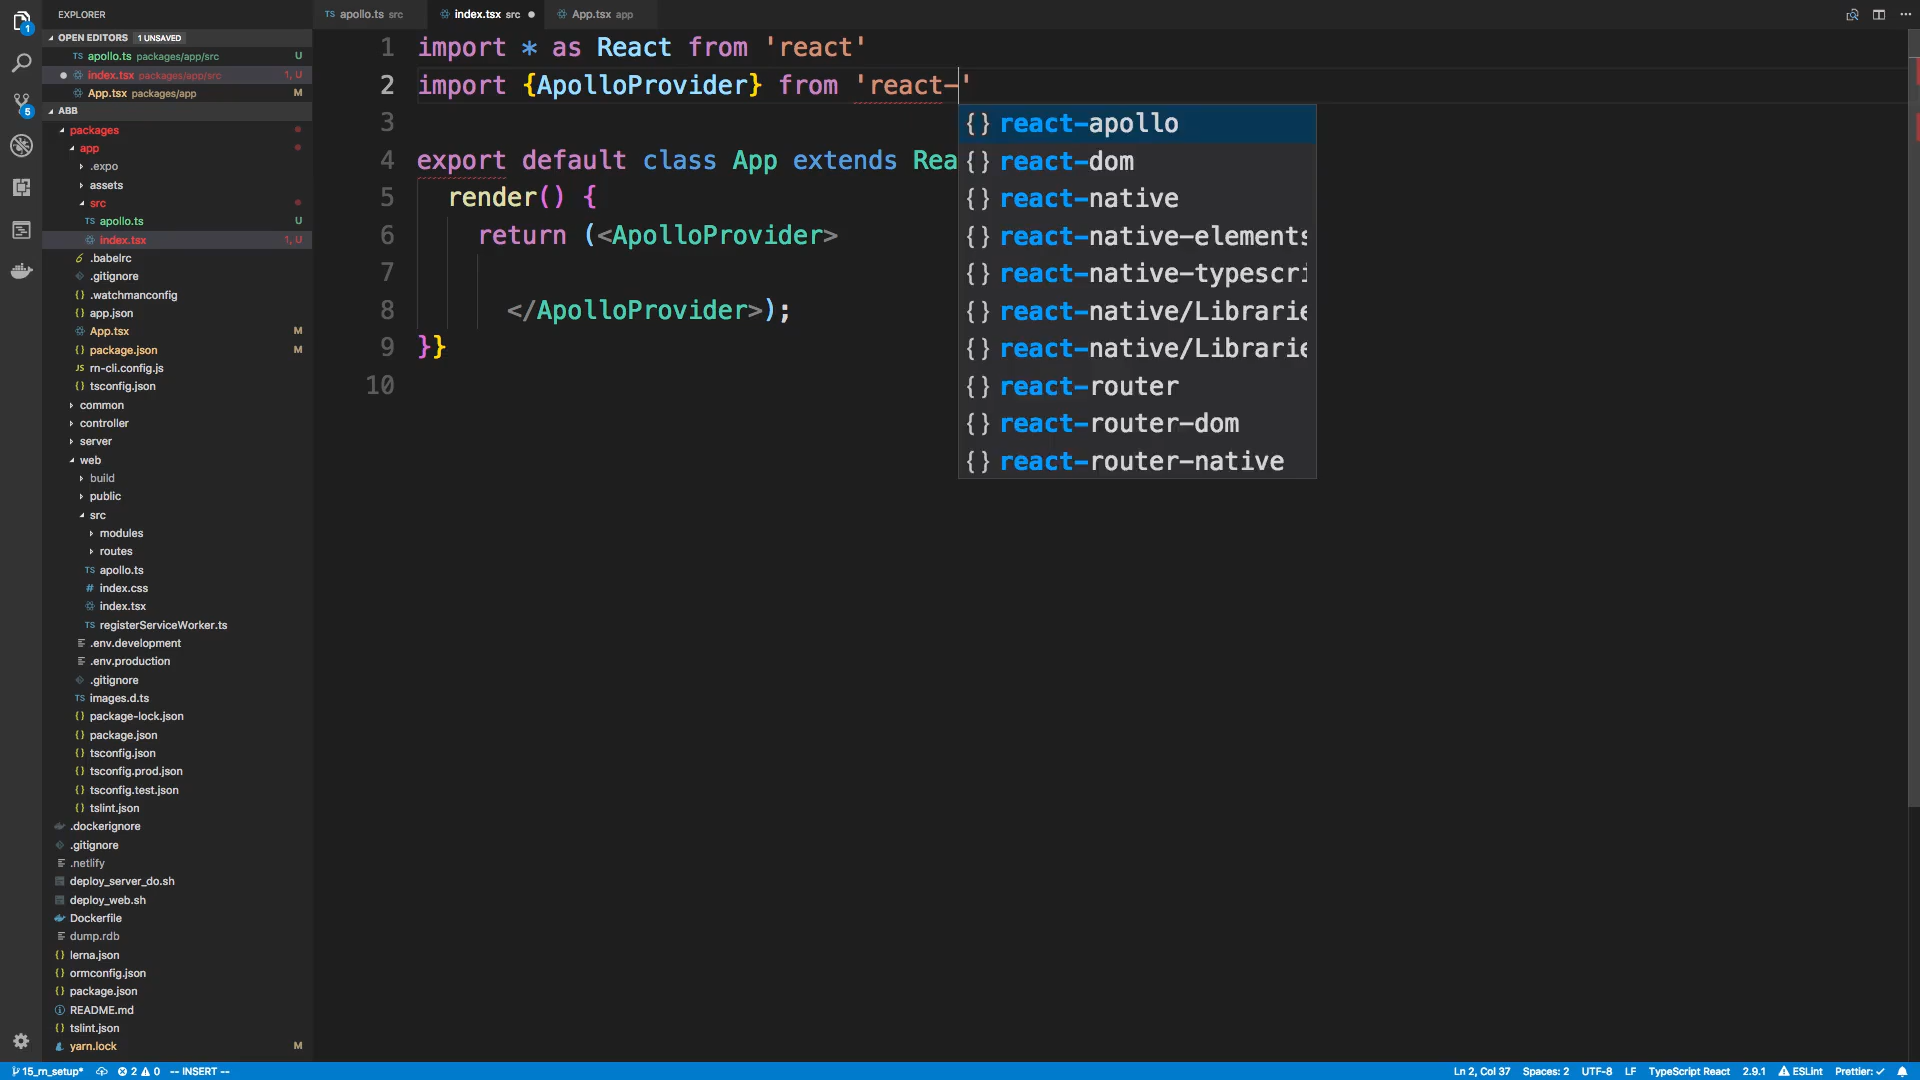 EXPLORER
OPEN EDITORS 1 UNSAVED
TS apollo.ts packages/app/src U
index.tsx packages/app/src 1, U
App.tsx packages/app M
ABB
packages
app
.expo
assets
src
TS apollo.ts U
index.tsx 1, U
.babelrc
.gitignore
{} .watchmanconfig
{} app.json
App.tsx M
{} package.json M
JS rn-cli.config.js
{} tsconfig.json
common
controller
server
web
build
public
src
modules
routes
TS apollo.ts
# index.css
index.tsx
TS registerServiceWorker.ts
.env.development
.env.production
.gitignore
TS images.d.ts
{} package-lock.json
{} package.json
{} tsconfig.json
{} tsconfig.prod.json
{} tsconfig.test.json
{} tslint.json
.dockerignore
.gitignore
.netlify
deploy_server_do.sh
deploy_web.sh
Dockerfile
dump.rdb
{} lerna.json
{} ormconfig.json
{} package.json
README.md
{} tslint.json
yarn.lock M
1
5
TS apollo.ts src
index.tsx src
App.tsx app
1 import * as React from 'react'
2 import {ApolloProvider} from 'react-'
3
4 export default class App extends Rea
5 render() {
6 return (<ApolloProvider>
7
8 </ApolloProvider>);
9 }}
10
{} react-apollo
{} react-dom
{} react-native
{} react-native-elements
{} react-native-typescri
{} react-native/Librarie
{} react-native/Librarie
{} react-router
{} react-router-dom
{} react-router-native
15_rn_setup* 2 0 -- INSERT --
Ln 2, Col 37 Spaces: 2 UTF-8 LF TypeScript React 2.9.1 ESLint Prettier: ✓